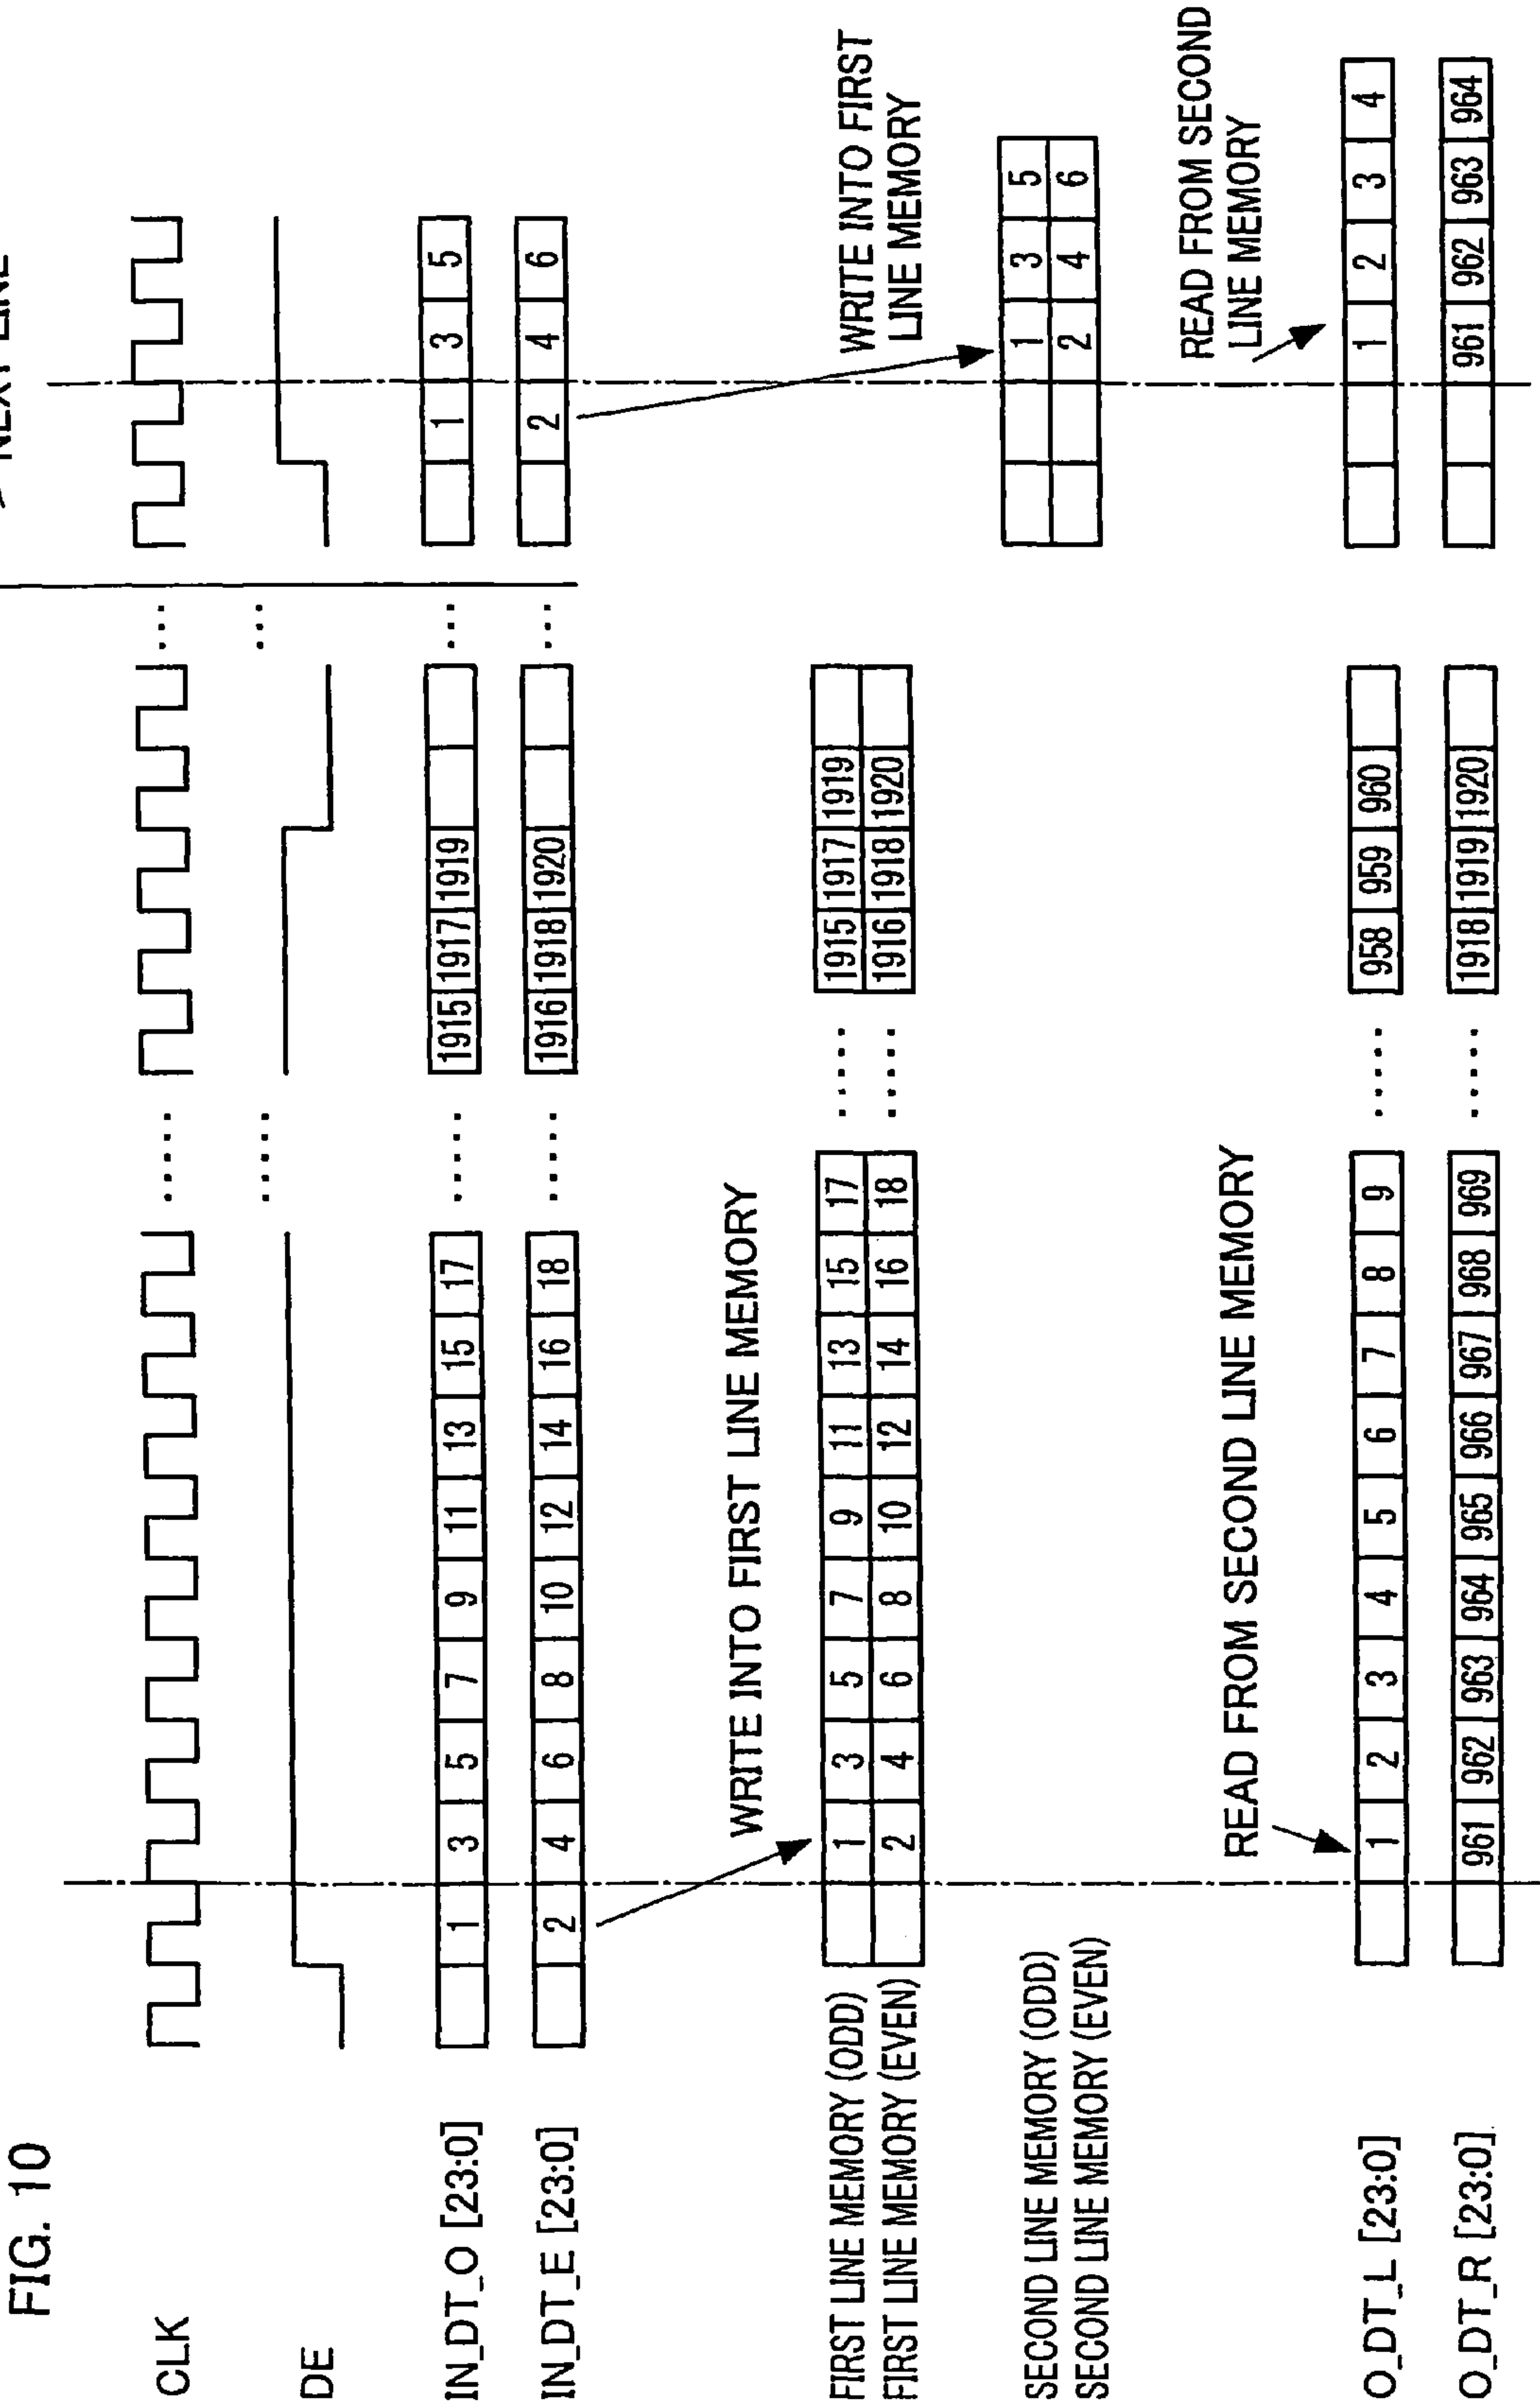 FIG. 10
NEXT LINE
CLK ..... ...
DE ..... ...
IN_DT_O [23:0] 1 3 5 7 9 11 13 15 17 ..... 1915 1917 1919 ... 1 3 5
IN_DT_E [23:0] 2 4 6 8 10 12 14 16 18 ..... 1916 1918 1920 ... 2 4 6
WRITE INTO FIRST LINE MEMORY
WRITE INTO FIRST
LINE MEMORY
FIRST LINE MEMORY (ODD) 1 3 5 7 9 11 13 15 17 ..... 1915 1917 1919
FIRST LINE MEMORY (EVEN) 2 4 6 8 10 12 14 16 18 ..... 1916 1918 1920
SECOND LINE MEMORY (ODD) 1 3 5
SECOND LINE MEMORY (EVEN) 2 4 6
READ FROM SECOND LINE MEMORY
READ FROM SECOND
LINE MEMORY
O_DT_L [23:0] 1 2 3 4 5 6 7 8 9 ..... 958 959 960 1 2 3 4
O_DT_R [23:0] 961 962 963 964 965 966 967 968 969 ..... 1918 1919 1920 961 962 963 964